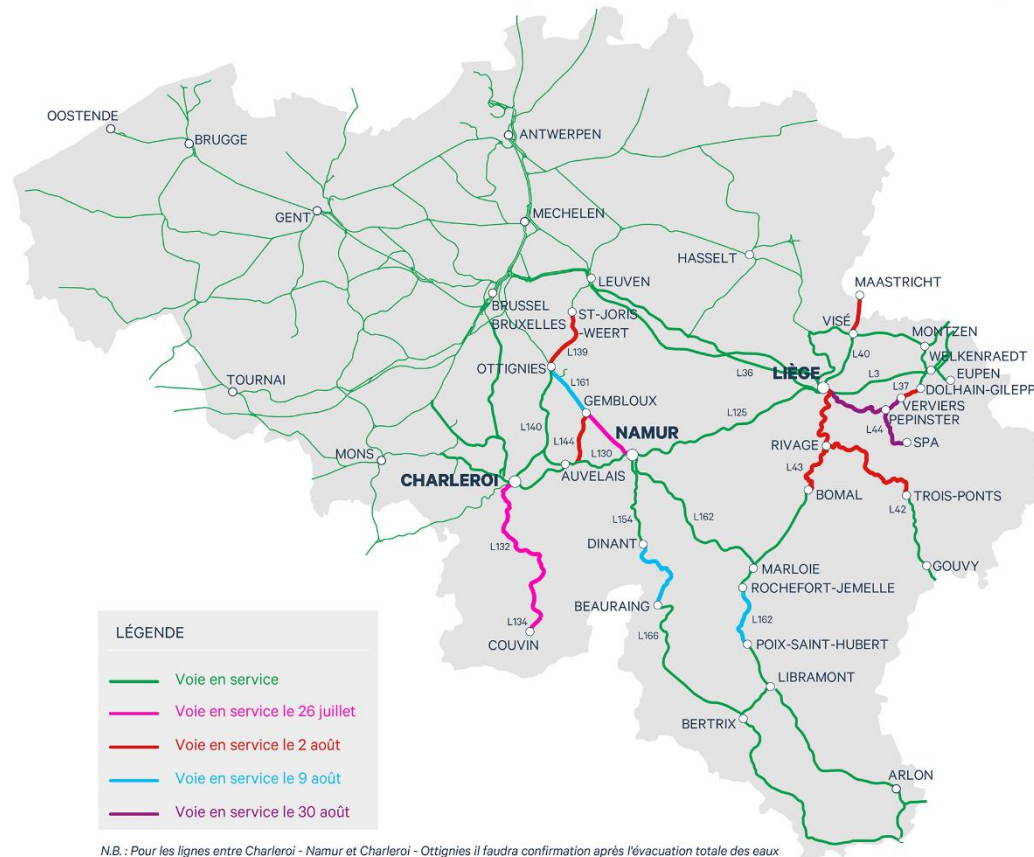 OOSTENDE
BRUGGE
ANTWERPEN
GENT
MECHELEN
HASSELT
LEUVEN
MAASTRICHT
BRUSSEL
BRUXELLES
ST-JORIS
-WEERT
VISÉ
MONTZEN
L139
L40
WELKENRAEDT
OTTIGNIES
L36
L3
EUPEN
TOURNAI
L161
LIÈGE
L37
DOLHAIN-GILEPP
GEMBLOUX
L125
VERVIERS
PEPINSTER
L140
L144
NAMUR
L44
SPA
MONS
L130
RIVAGE
CHARLEROI
AUVELAIS
L43
BOMAL
TROIS-PONTS
L42
L154
L162
L132
DINANT
MARLOIE
GOUVY
ROCHEFORT-JEMELLE
BEAURAING
L134
L162
COUVIN
L166
POIX-SAINT-HUBERT
LIBRAMONT
BERTRIX
ARLON
LÉGENDE
Voie en service
Voie en service le 26 juillet
Voie en service le 2 août
Voie en service le 9 août
Voie en service le 30 août
N.B. : Pour les lignes entre Charleroi - Namur et Charleroi - Ottignies il faudra confirmation après l'évacuation totale des eaux